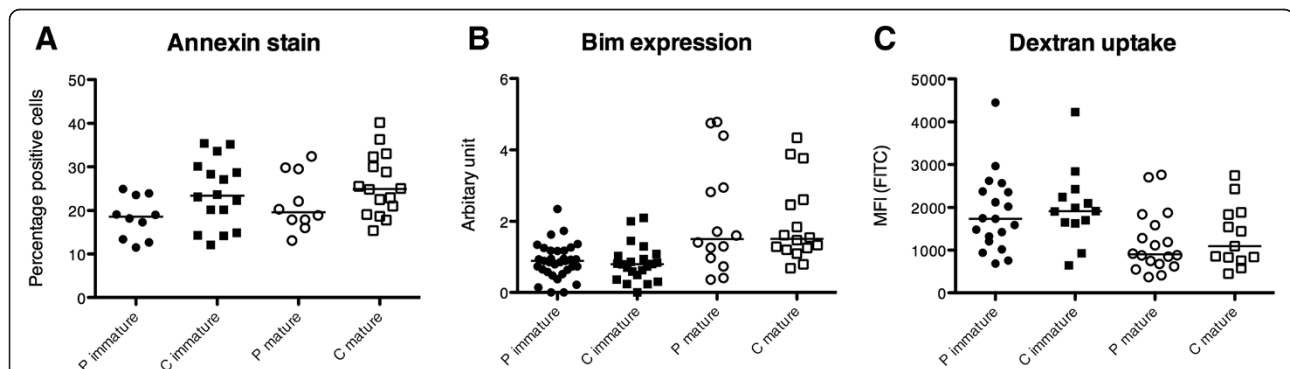 A
Annexin stain
Percentage positive cells
50
40
30
20
10
0
P immature
C immature
P mature
C mature
B
Bim expression
Arbitary unit
6
4
2
0
P immature
C immature
P mature
C mature
C
Dextran uptake
MFI (FITC)
5000
4000
3000
2000
1000
0
P immature
C immature
P mature
C mature